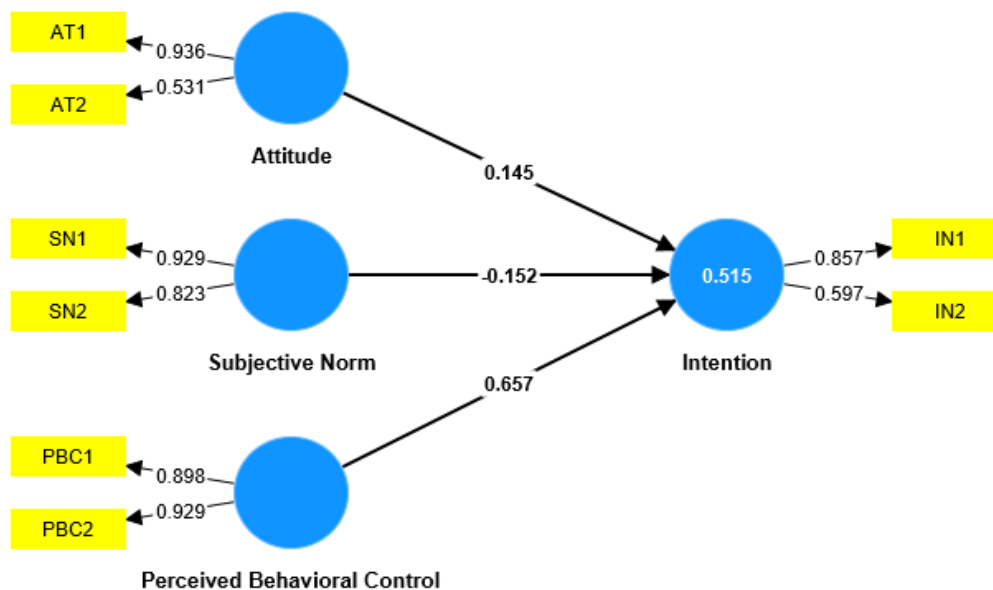 AT1
0.936
0.531
AT2
Attitude
0.145
SN1
0.929
0.823
SN2
Subjective Norm
-0.152
0.515
Intention
0.857
IN1
0.597
IN2
0.657
PBC1
0.898
0.929
PBC2
Perceived Behavioral Control